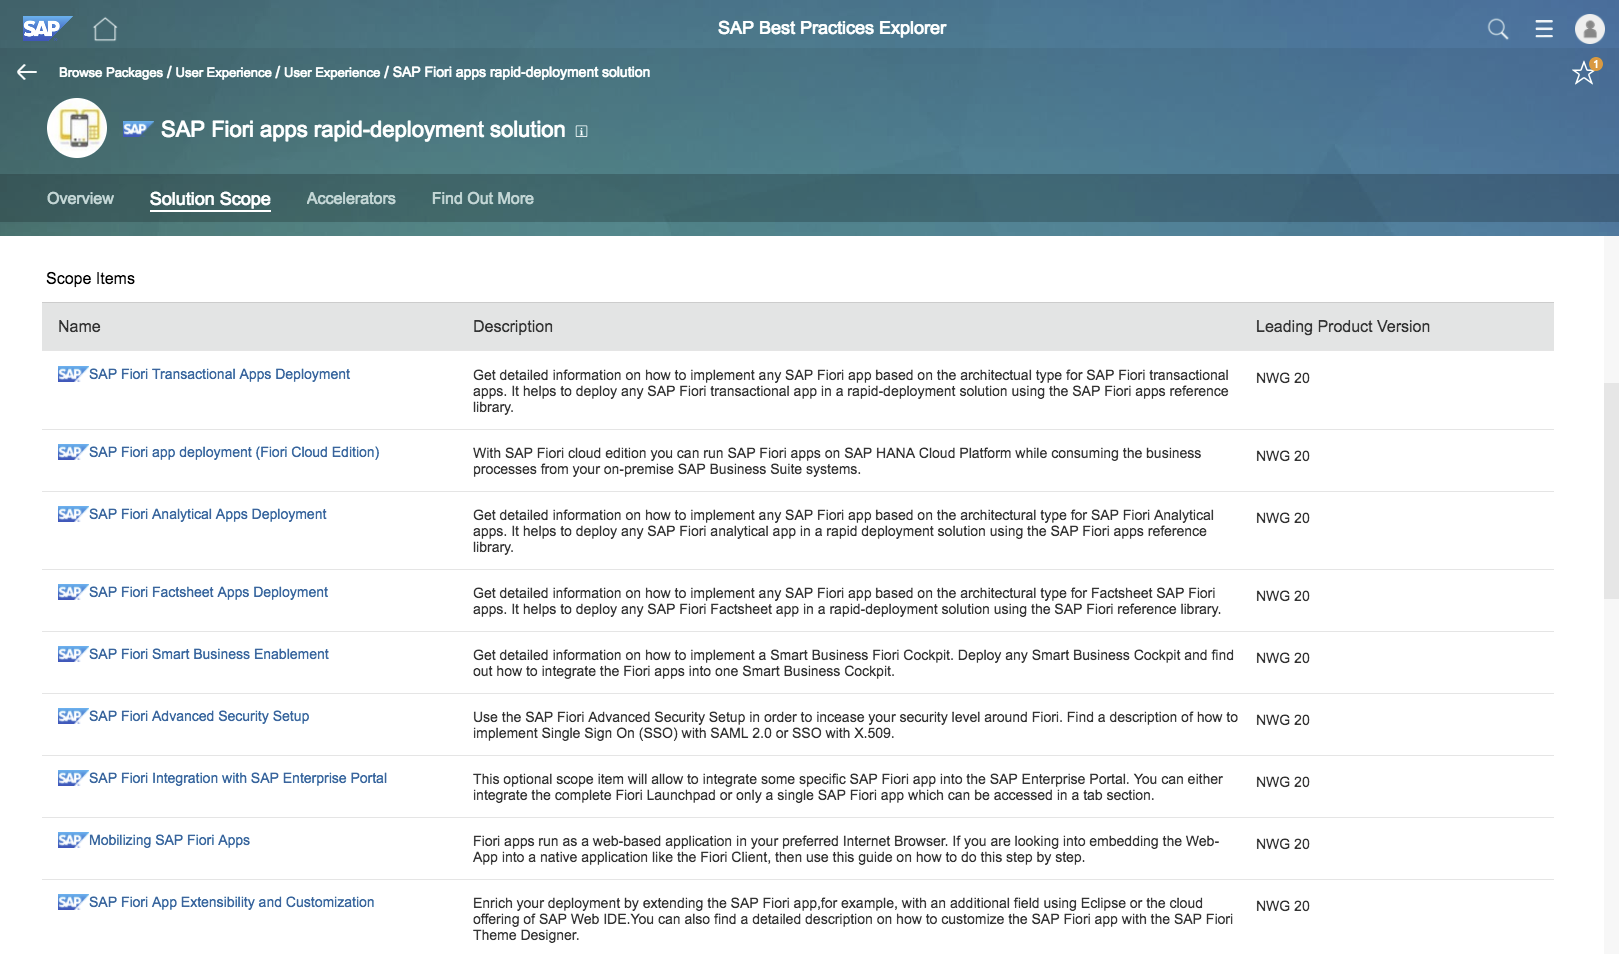 SAP
SAP Best Practices Explorer
Browse Packages / User Experience / User Experience / SAP Fiori apps rapid-deployment solution
1
SAP SAP Fiori apps rapid-deployment solution i
Overview Solution Scope Accelerators Find Out More
Scope Items
Name Description Leading Product Version
SAP SAP Fiori Transactional Apps Deployment
Get detailed information on how to implement any SAP Fiori app based on the architectual type for SAP Fiori transactional
apps. It helps to deploy any SAP Fiori transactional app in a rapid-deployment solution using the SAP Fiori apps reference
library.
NWG 20
SAP SAP Fiori app deployment (Fiori Cloud Edition)
With SAP Fiori cloud edition you can run SAP Fiori apps on SAP HANA Cloud Platform while consuming the business
processes from your on-premise SAP Business Suite systems.
NWG 20
SAP SAP Fiori Analytical Apps Deployment
Get detailed information on how to implement any SAP Fiori app based on the architectural type for SAP Fiori Analytical
apps. It helps to deploy any SAP Fiori analytical app in a rapid deployment solution using the SAP Fiori apps reference
library.
NWG 20
SAP SAP Fiori Factsheet Apps Deployment
Get detailed information on how to implement any SAP Fiori app based on the architectural type for Factsheet SAP Fiori
apps. It helps to deploy any SAP Fiori Factsheet app in a rapid-deployment solution using the SAP Fiori reference library.
NWG 20
SAP SAP Fiori Smart Business Enablement
Get detailed information on how to implement a Smart Business Fiori Cockpit. Deploy any Smart Business Cockpit and find
out how to integrate the Fiori apps into one Smart Business Cockpit.
NWG 20
SAP SAP Fiori Advanced Security Setup
Use the SAP Fiori Advanced Security Setup in order to incease your security level around Fiori. Find a description of how to
implement Single Sign On (SSO) with SAML 2.0 or SSO with X.509.
NWG 20
SAP SAP Fiori Integration with SAP Enterprise Portal
This optional scope item will allow to integrate some specific SAP Fiori app into the SAP Enterprise Portal. You can either
integrate the complete Fiori Launchpad or only a single SAP Fiori app which can be accessed in a tab section.
NWG 20
SAP Mobilizing SAP Fiori Apps
Fiori apps run as a web-based application in your preferred Internet Browser. If you are looking into embedding the Web-
App into a native application like the Fiori Client, then use this guide on how to do this step by step.
NWG 20
SAP SAP Fiori App Extensibility and Customization
Enrich your deployment by extending the SAP Fiori app,for example, with an additional field using Eclipse or the cloud
offering of SAP Web IDE.You can also find a detailed description on how to customize the SAP Fiori app with the SAP Fiori
Theme Designer.
NWG 20